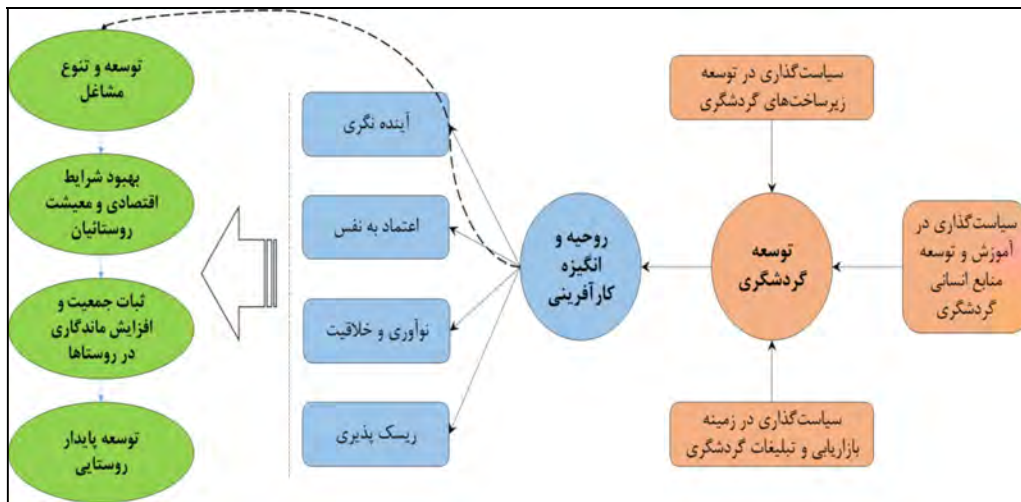 سیاست‌گذاری در توسعه
زیرساخت‌های گردشگری
سیاست‌گذاری در
آموزش و توسعه
منابع انسانی
گردشگری
سیاست‌گذاری در زمینه
بازاریابی و تبلیغات گردشگری
توسعه
گردشگری
روحیه و
انگیزه
کارآفرینی
آینده نگری
اعتماد به نفس
نوآوری و خلاقیت
ریسک پذیری
توسعه و تنوع
مشاغل
بهبود شرایط
اقتصادی و معیشت
روستائیان
ثبات جمعیت و
افزایش ماندگاری
در روستاها
توسعه پایدار
روستایی